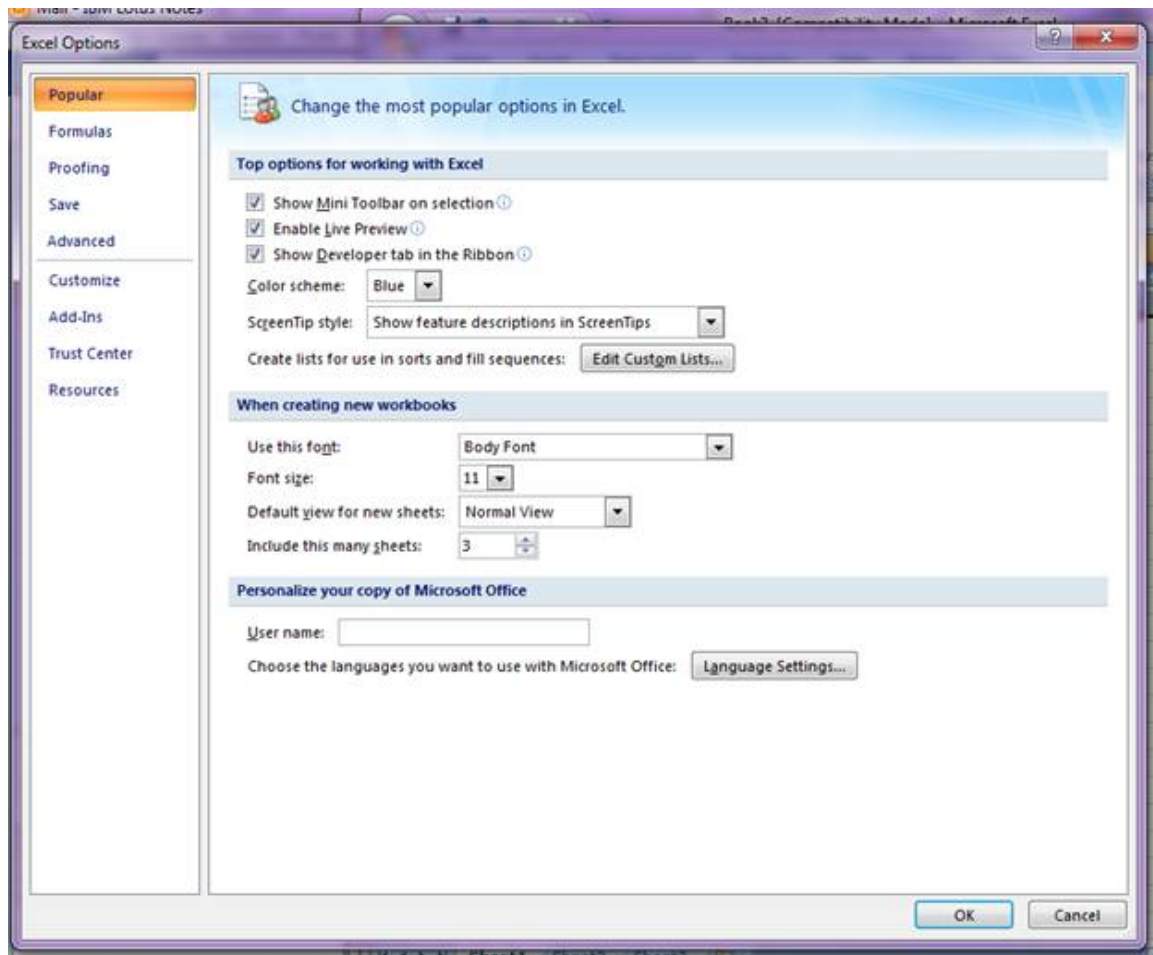 Mail - IBM Lotus Notes
Excel Options
Popular
Formulas
Proofing
Save
Advanced
Customize
Add-Ins
Trust Center
Resources
Change the most popular options in Excel.
Top options for working with Excel
Show Mini Toolbar on selection
Enable Live Preview
Show Developer tab in the Ribbon
Color scheme: Blue
ScreenTip style: Show feature descriptions in ScreenTips
Create lists for use in sorts and fill sequences: Edit Custom Lists...
When creating new workbooks
Use this font: Body Font
Font size: 11
Default view for new sheets: Normal View
Include this many sheets: 3
Personalize your copy of Microsoft Office
User name:
Choose the languages you want to use with Microsoft Office: Language Settings...
OK Cancel